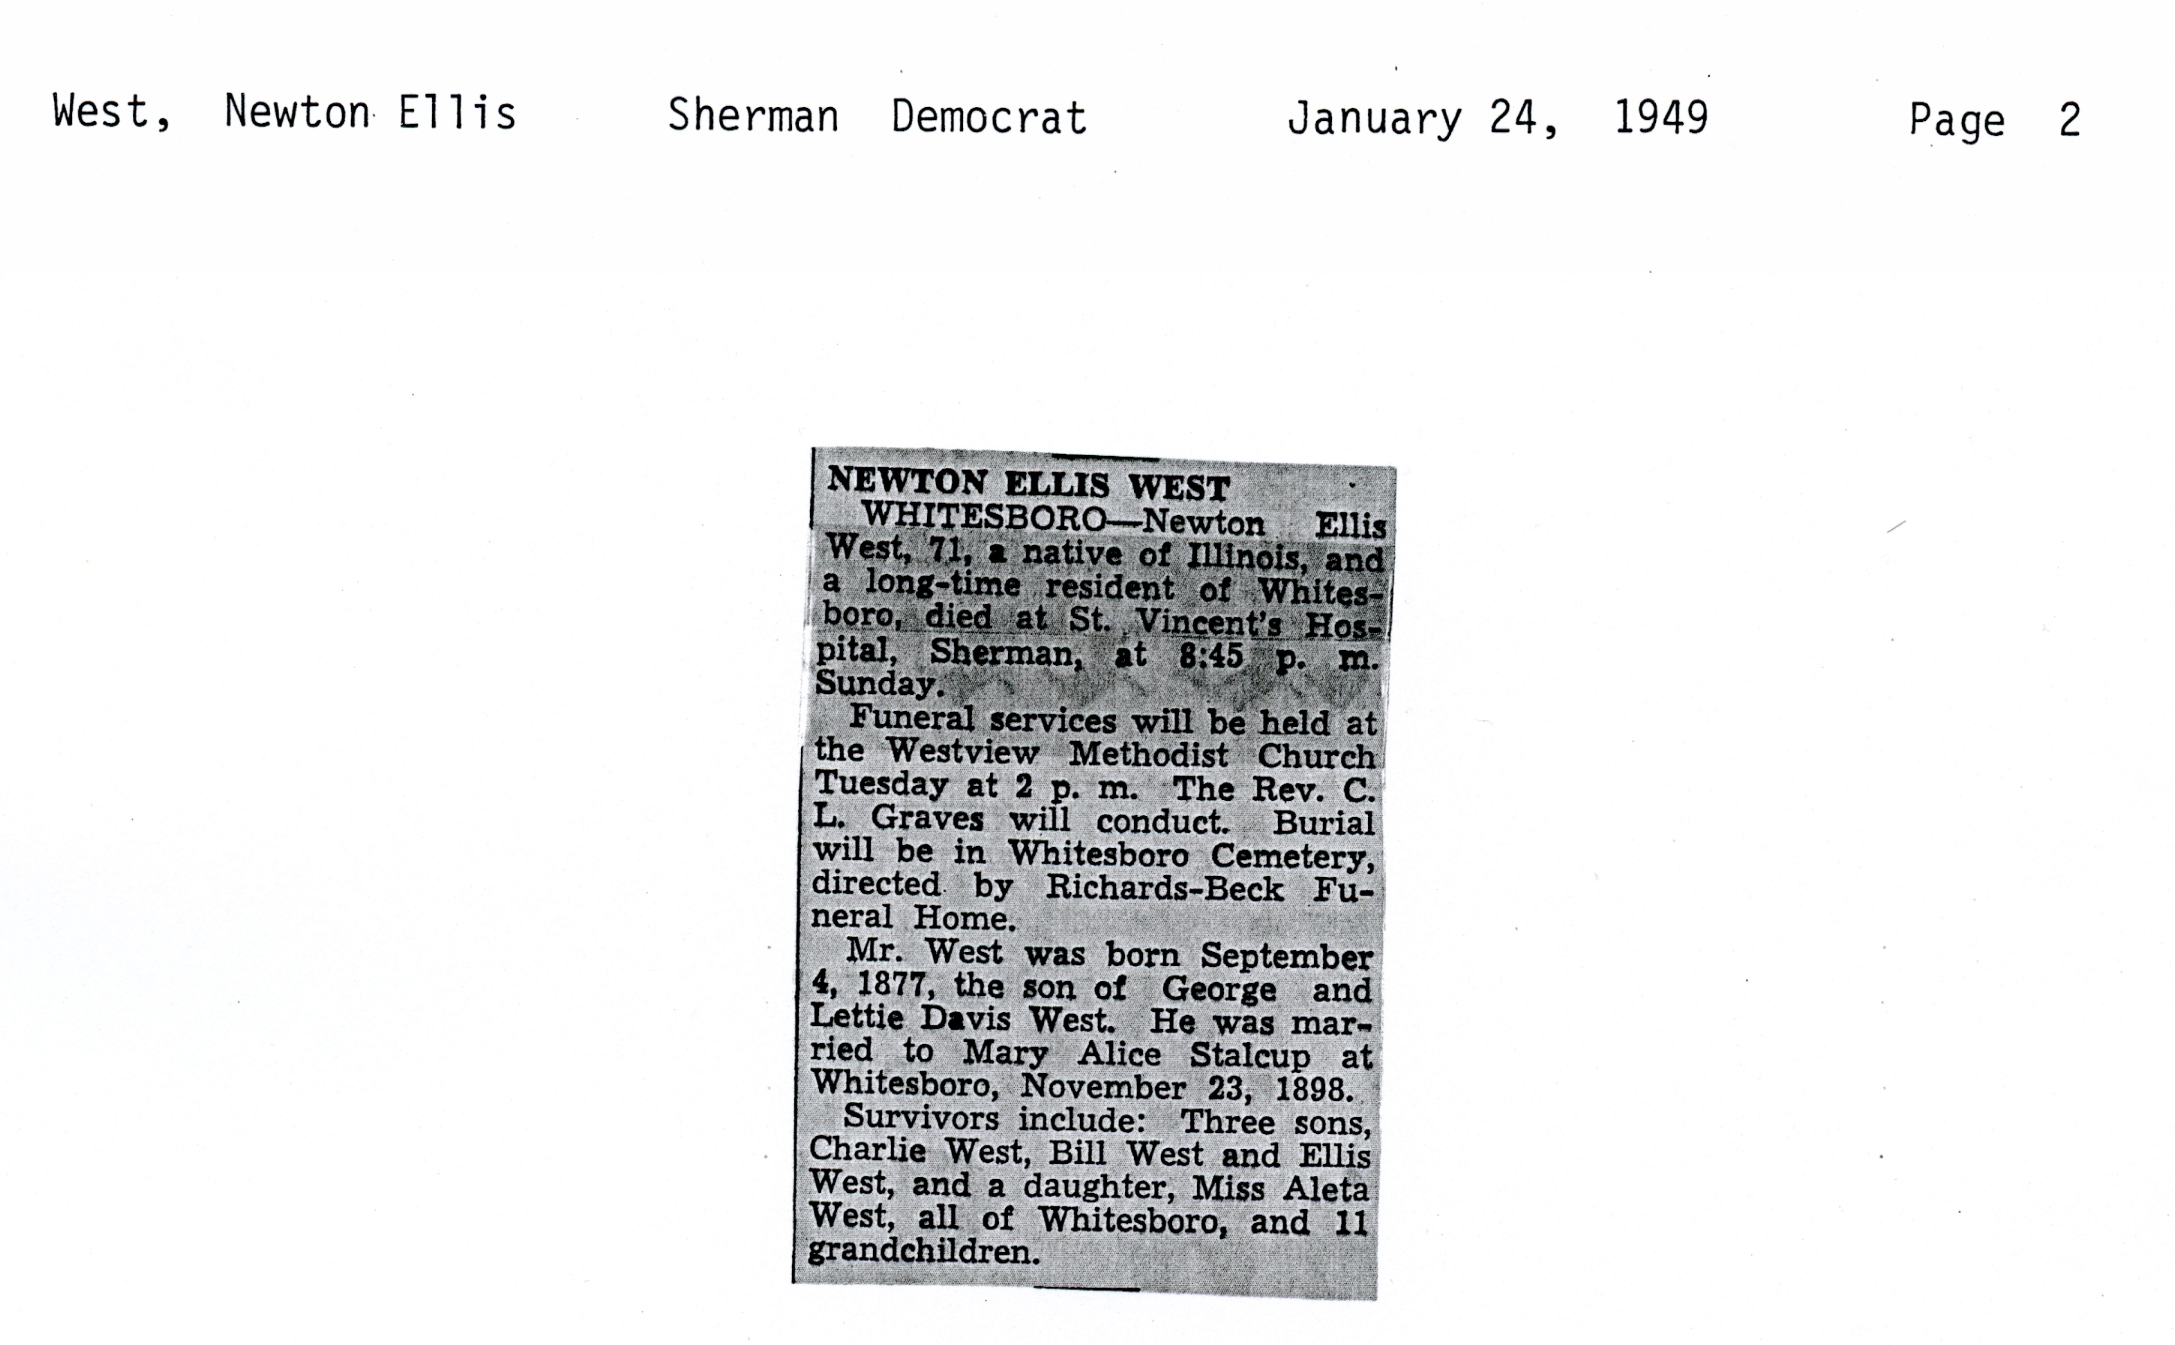 West, Newton Ellis Sherman Democrat January 24, 1949 Page 2
NEWTON ELLIS WEST
WHITESBORO—Newton Ellis
West, 71, a native of Illinois, and
a long-time resident of Whites-
boro, died at St. Vincent's Hos-
pital, Sherman, at 8:45 p. m.
Sunday.
Funeral services will be held at
the Westview Methodist Church
Tuesday at 2 p. m. The Rev. C.
L. Graves will conduct. Burial
will be in Whitesboro Cemetery,
directed by Richards-Beck Fu-
neral Home.
Mr. West was born September
4, 1877, the son of George and
Lettie Davis West. He was mar-
ried to Mary Alice Stalcup at
Whitesboro, November 23, 1898.
Survivors include: Three sons,
Charlie West, Bill West and Ellis
West, and a daughter, Miss Aleta
West, all of Whitesboro, and 11
grandchildren.